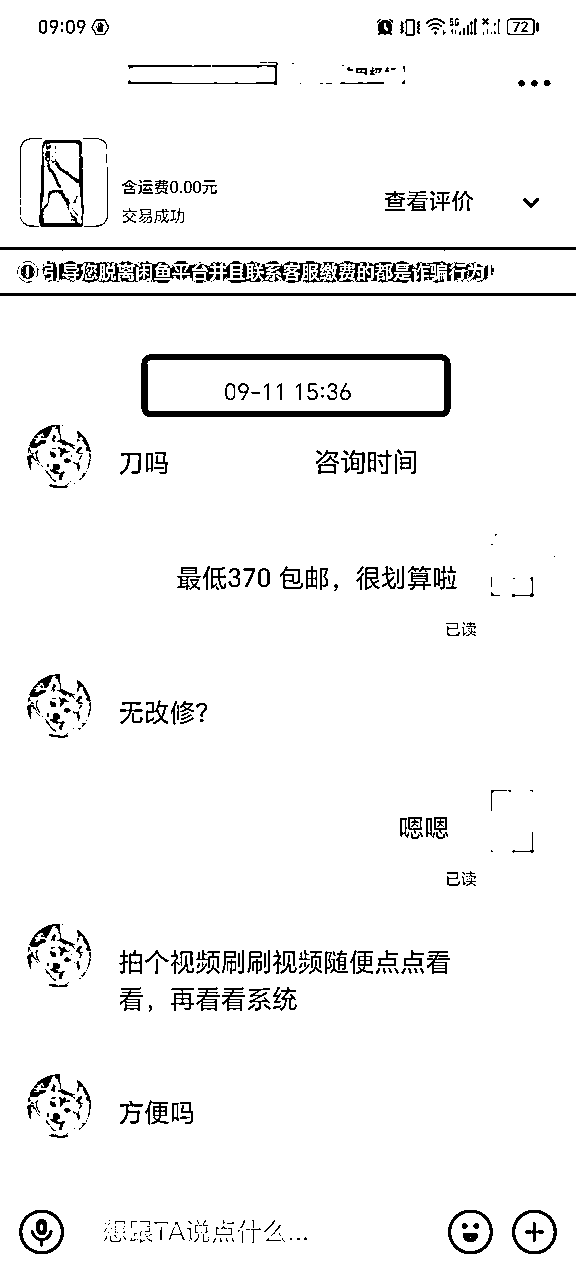 09:09
5G
72
含运费0.00元
交易成功
查看评价
引导您脱离闲鱼平台并且联系客服缴费的都是诈骗行为!
09-11 15:36
刀吗
咨询时间
最低370 包邮，很划算啦
已读
无改修?
嗯嗯
已读
拍个视频刷刷视频随便点点看
看，再看看系统
方便吗
想跟TA说点什么...